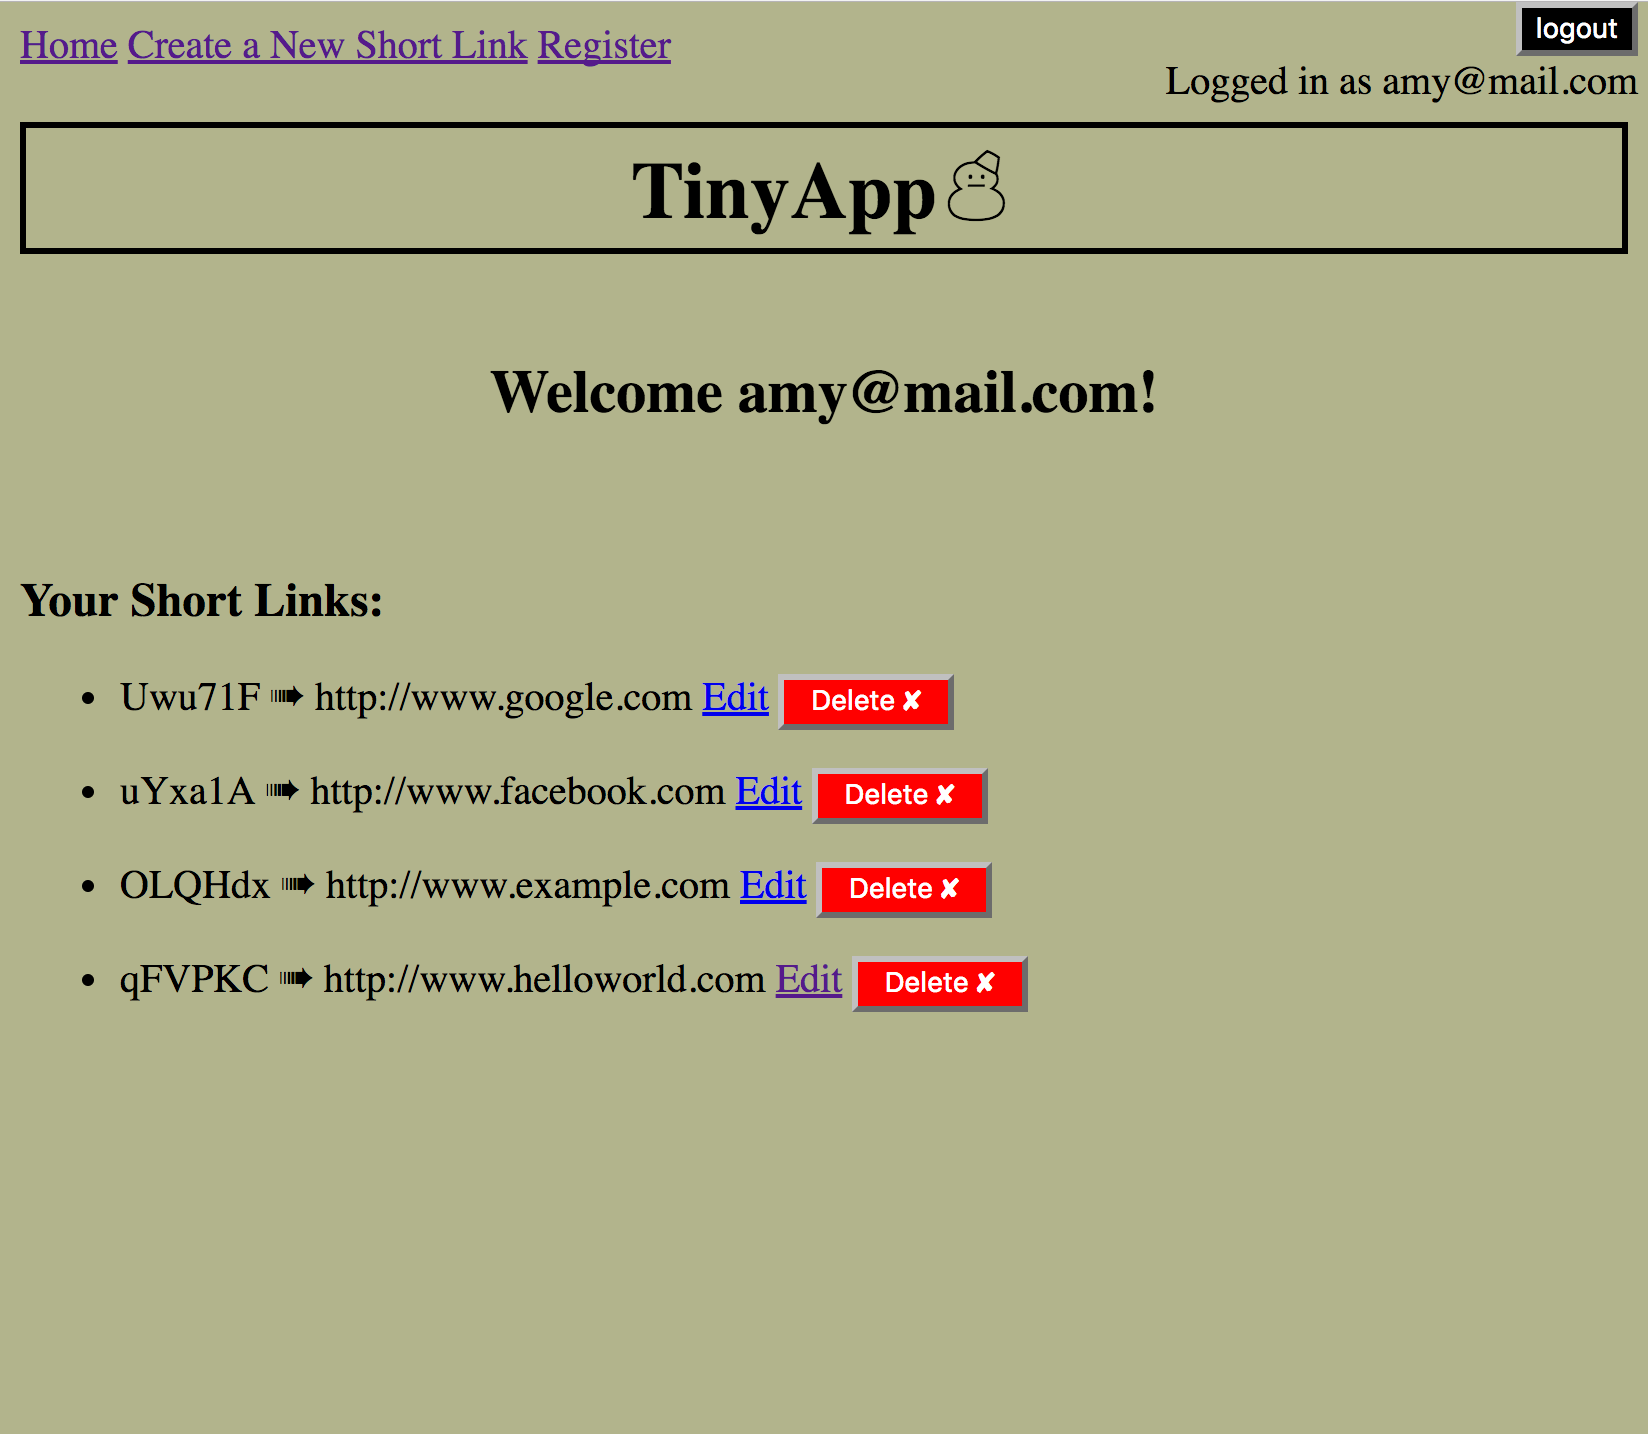 Home Create a New Short Link Register
logout
Logged in as amy@mail.com
TinyApp☃
Welcome amy@mail.com!
Your Short Links:
• Uwu71F ➠ http://www.google.com Edit Delete ✘
• uYxa1A ➠ http://www.facebook.com Edit Delete ✘
• OLQHdx ➠ http://www.example.com Edit Delete ✘
• qFVPKC ➠ http://www.helloworld.com Edit Delete ✘